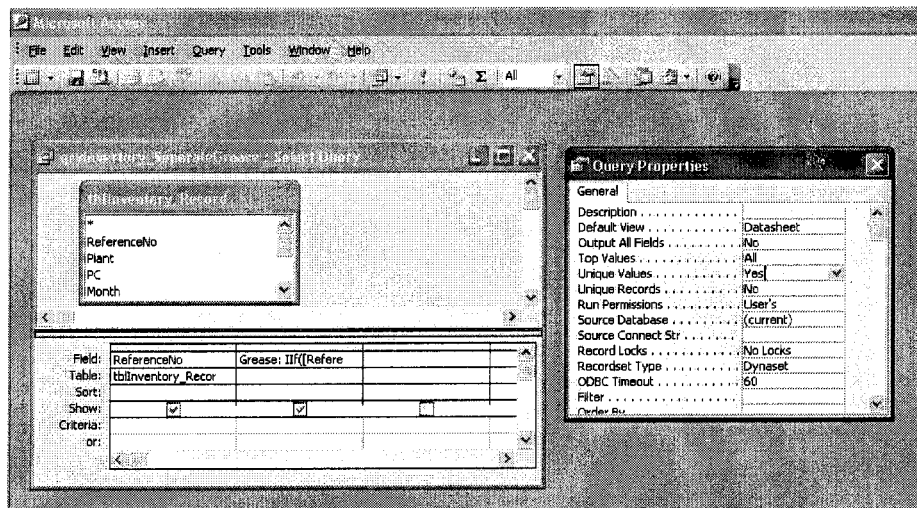 Microsoft Access
File Edit View Insert Query Tools Window Help
Σ All
qryInventory_SeparateGrease : Select Query
tblInventory_Record
*
ReferenceNo
Plant
PC
Month
Field: ReferenceNo Grease: IIf([Refere
Table: tblInventory_Recor
Sort:
Show:
Criteria:
or:
Query Properties
General
Description . . . . . . . . . . . . .
Default View . . . . . . . . . . . . Datasheet
Output All Fields . . . . . . . . No
Top Values . . . . . . . . . . . . . All
Unique Values . . . . . . . . . . . Yes
Unique Records . . . . . . . . . . No
Run Permissions . . . . . . . . . User's
Source Database . . . . . . . . (current)
Source Connect Str . . . . . .
Record Locks . . . . . . . . . . . . No Locks
Recordset Type . . . . . . . . . Dynaset
ODBC Timeout . . . . . . . . . . . 60
Filter . . . . . . . . . . . . . . . . . .
Order By